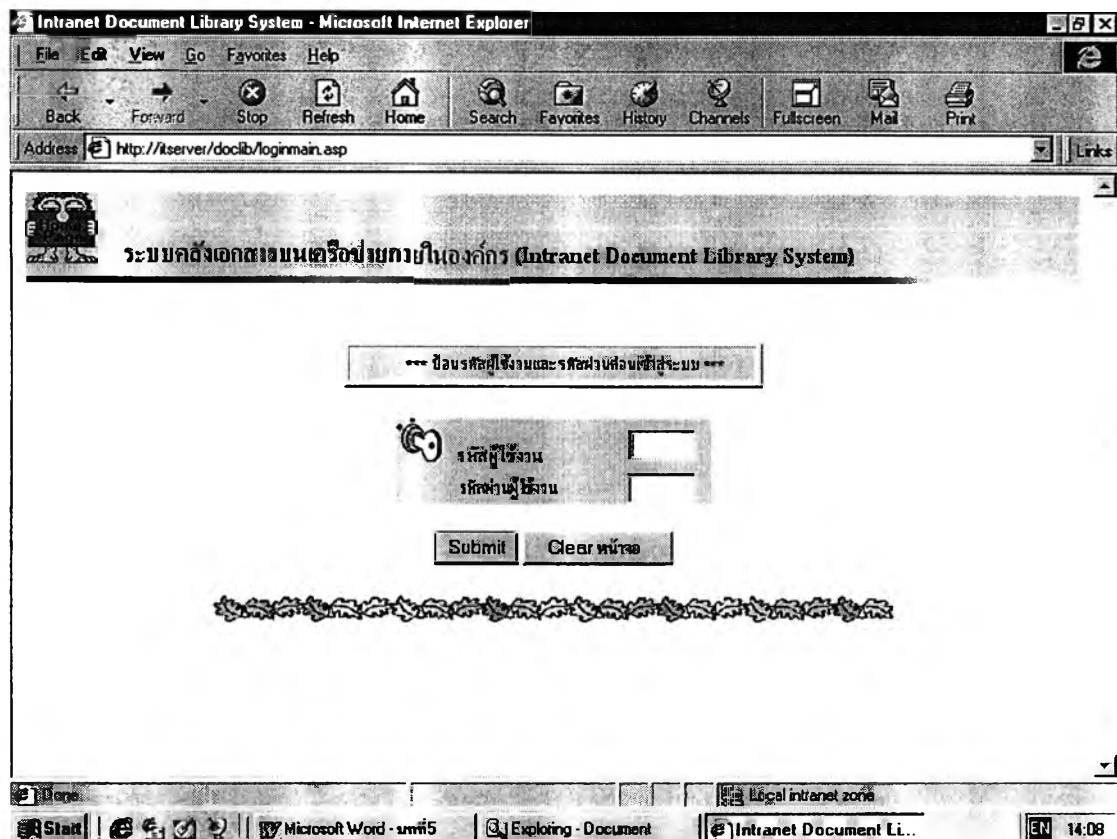 Intranet Document Library System - Microsoft Internet Explorer
File Edit View Go Favorites Help
Back Forward Stop Refresh Home Search Favorites History Channels Fullscreen Mail Print
Address http://itserver/doclib/loginmain.asp Links
ระบบคลังเอกสารบนเครือข่ายภายในองค์กร (Intranet Document Library System)
*** ป้อนรหัสผู้ใช้งานและรหัสผ่านก่อนเข้าสู่ระบบ ***
รหัสผู้ใช้งาน
รหัสผ่านผู้ใช้งาน
Submit Clear หน้าจอ
Done Local intranet zone
Start Microsoft Word - บทที่5 Exploring - Document Intranet Document Li... EN 14:08